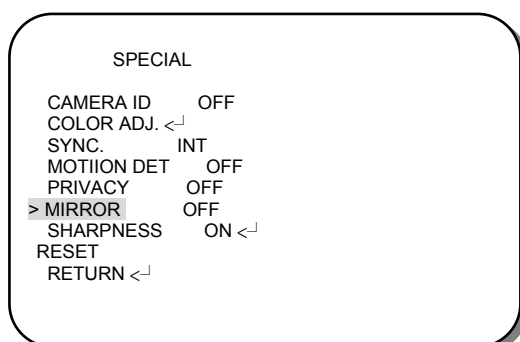 SPECIAL
CAMERA ID OFF
COLOR ADJ. <┘
SYNC. INT
MOTIION DET OFF
PRIVACY OFF
> MIRROR OFF
SHARPNESS ON <┘
RESET
RETURN <┘